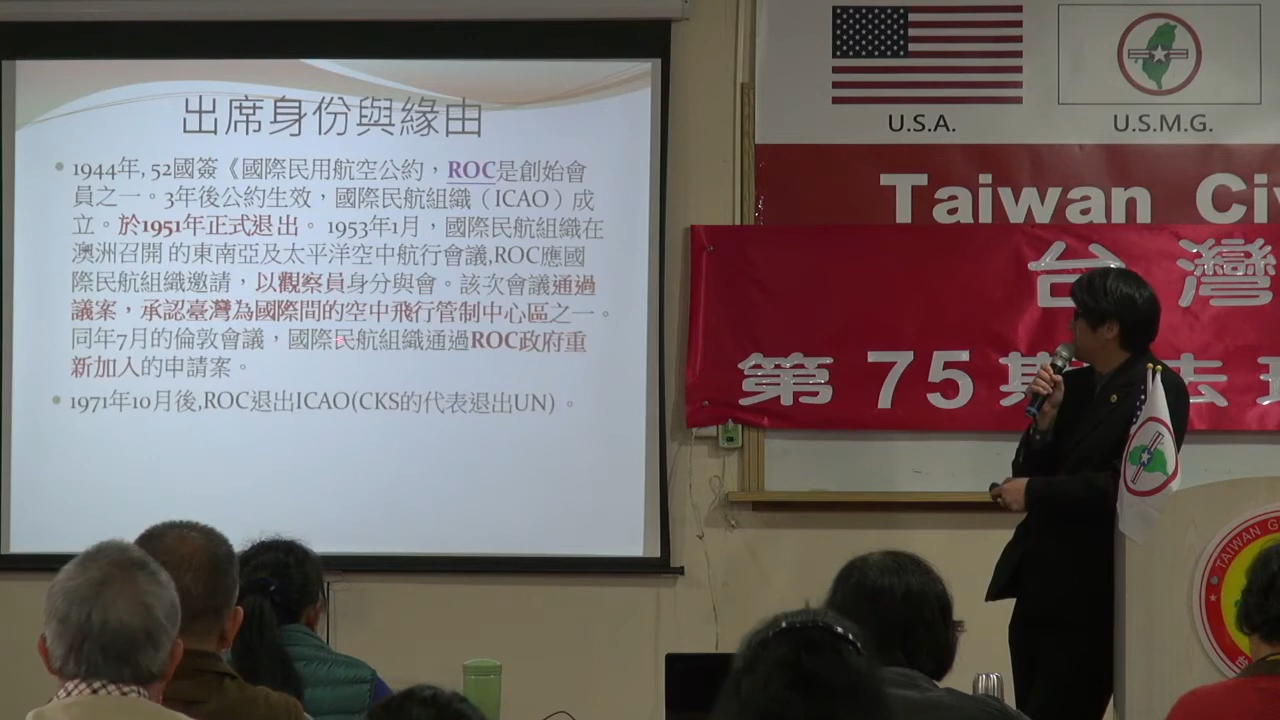 出席身份與緣由
• 1944年, 52國簽《國際民用航空公約，ROC是創始會
員之一。3年後公約生效，國際民航組織（ICAO）成
立。於1951年正式退出。 1953年1月，國際民航組織在
澳洲召開 的東南亞及太平洋空中航行會議,ROC應國
際民航組織邀請，以觀察員身分與會。該次會議通過
議案，承認臺灣為國際間的空中飛行管制中心區之一。
同年7月的倫敦會議，國際民航組織通過ROC政府重
新加入的申請案。
• 1971年10月後,ROC退出ICAO(CKS的代表退出UN) 。
U.S.A.
U.S.M.G.
Taiwan Ci
台灣
第75期法
TAIWAN G